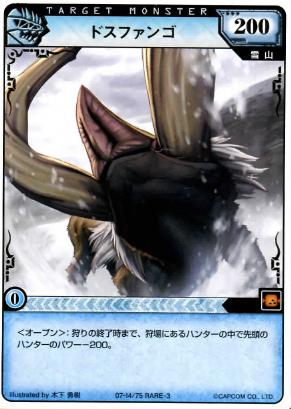 TARGET MONSTER
ドスファンゴ
200
雪山
0
<オープン>：狩りの終了時まで、狩場にあるハンターの中で先頭の
ハンターのパワー－200。
Illustrated by 木下 勇樹
07-14/75 RARE-3
©CAPCOM CO., LTD.